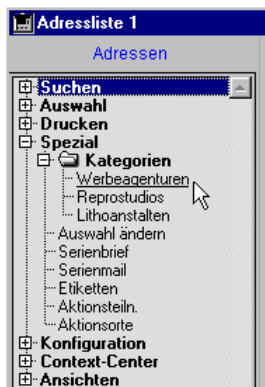 Adressliste 1
Adressen
Suchen
Auswahl
Drucken
Spezial
Kategorien
Werbeagenturen
Reprostudios
Lithoanstalten
Auswahl ändern
Serienbrief
Serienmail
Etiketten
Aktionsteiln.
Aktionsorte
Konfiguration
Context-Center
Ansichten